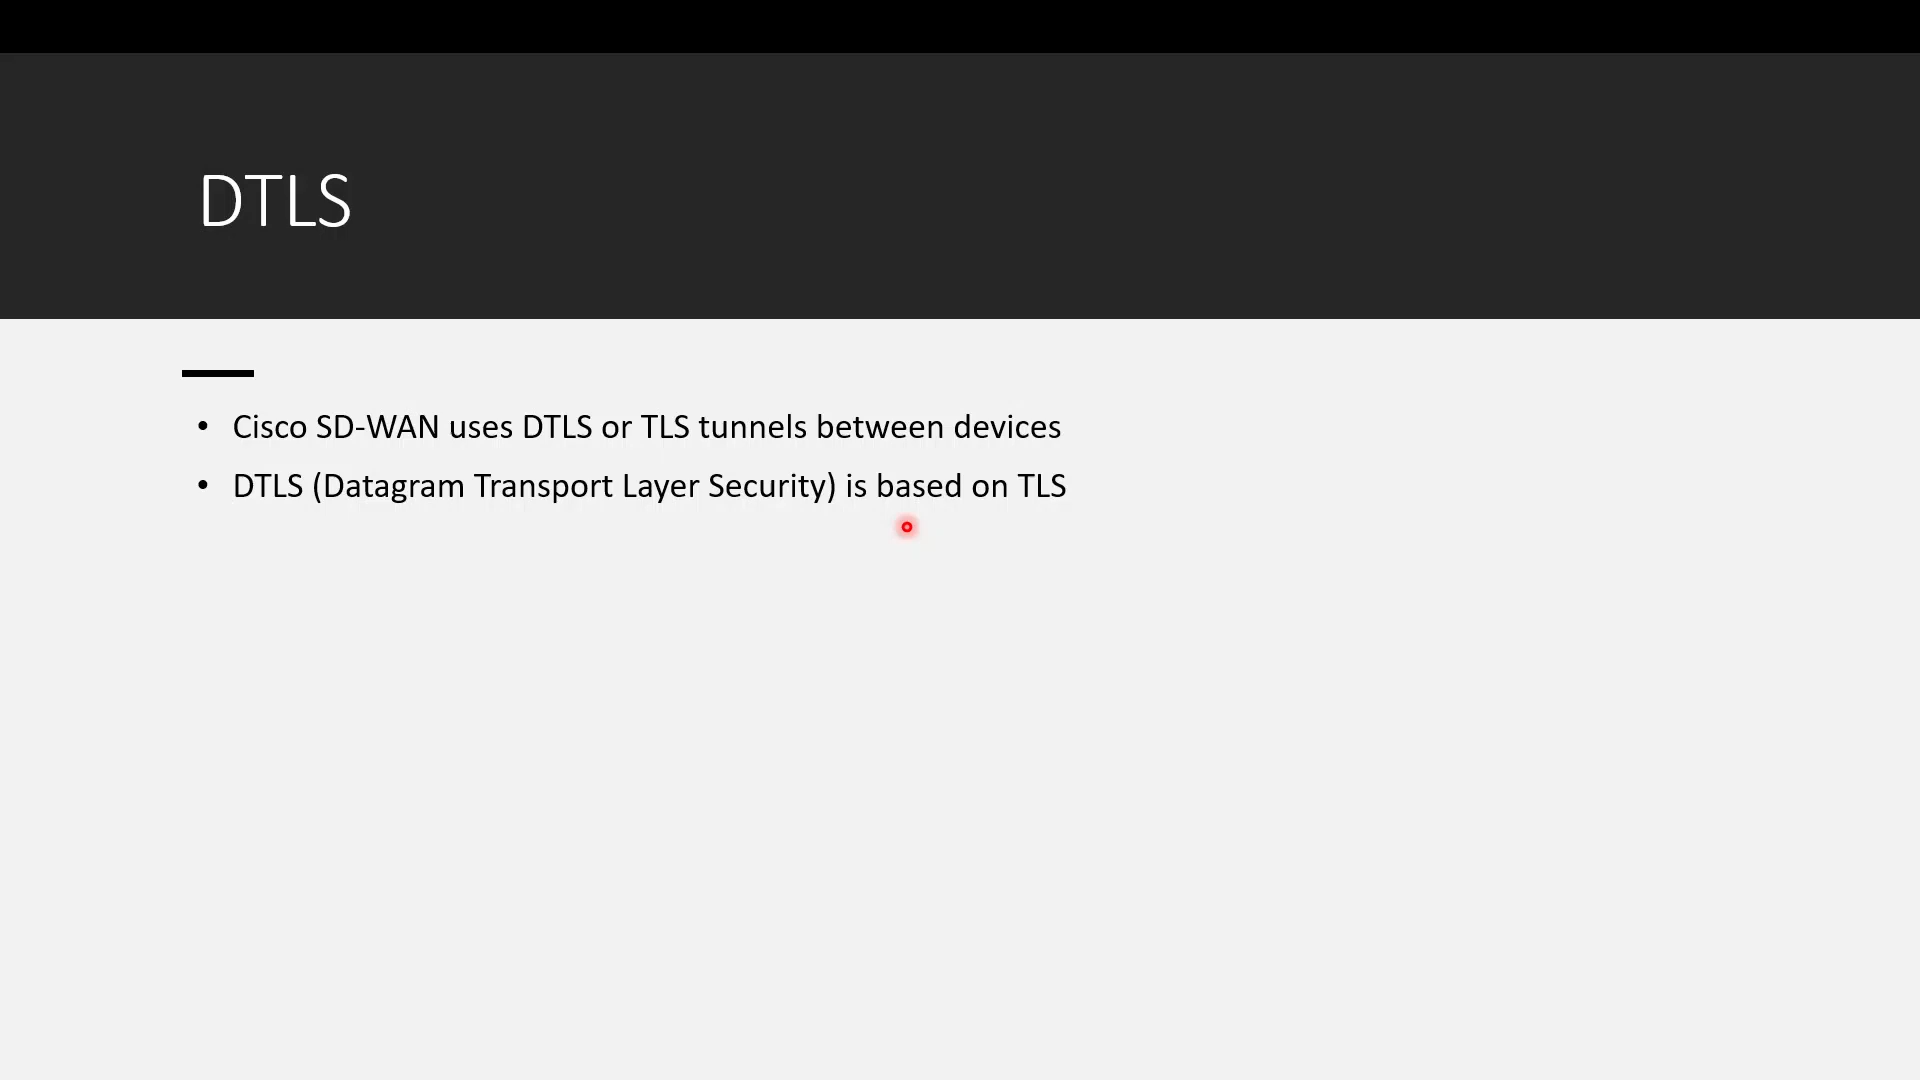 DTLS
• Cisco SD-WAN uses DTLS or TLS tunnels between devices
• DTLS (Datagram Transport Layer Security) is based on TLS